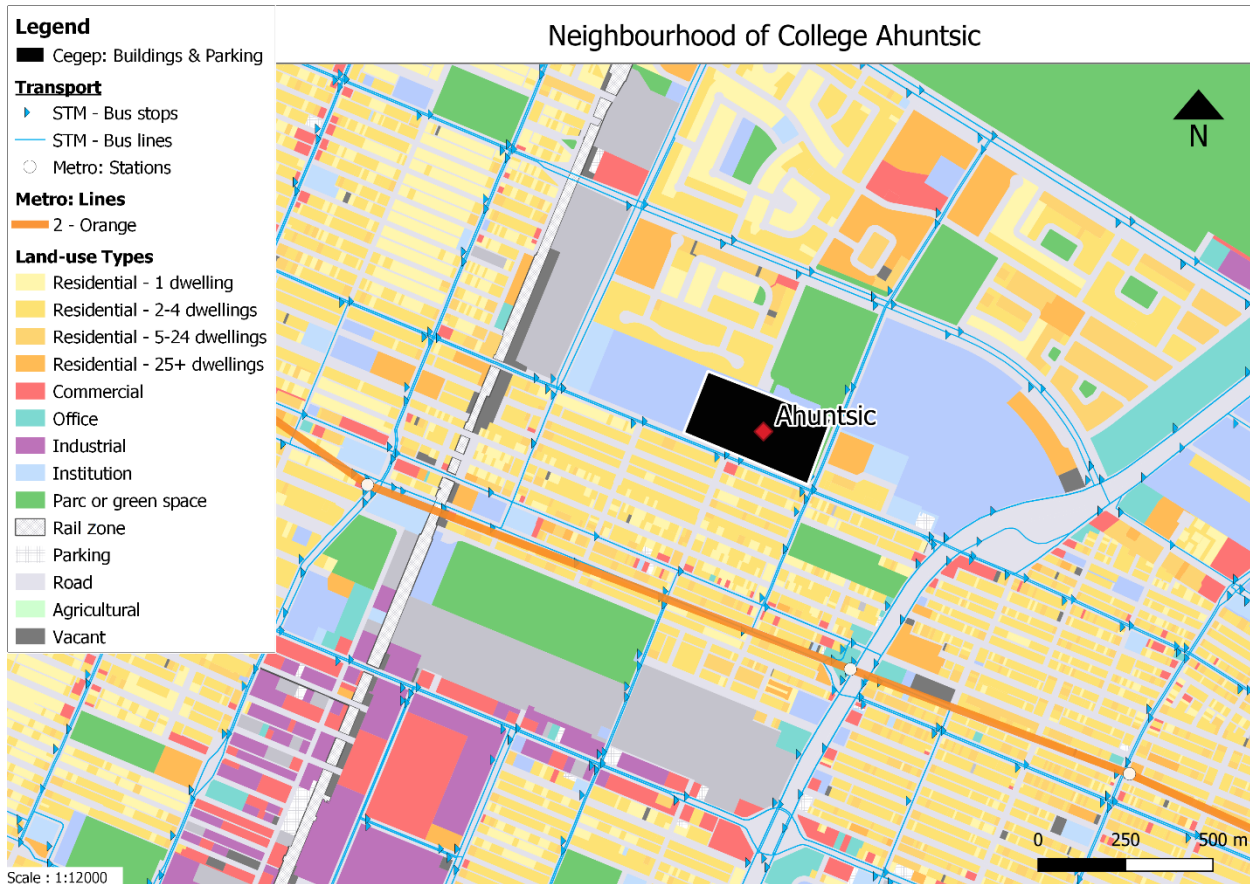 Neighbourhood of College Ahuntsic
Legend
Cegep: Buildings & Parking
Transport
STM - Bus stops
STM - Bus lines
Metro: Stations
Metro: Lines
2 - Orange
Land-use Types
Residential - 1 dwelling
Residential - 2-4 dwellings
Residential - 5-24 dwellings
Residential - 25+ dwellings
Commercial
Office
Industrial
Institution
Parc or green space
Rail zone
Parking
Road
Agricultural
Vacant
N
Ahuntsic
0 250 500 m
Scale : 1:12000